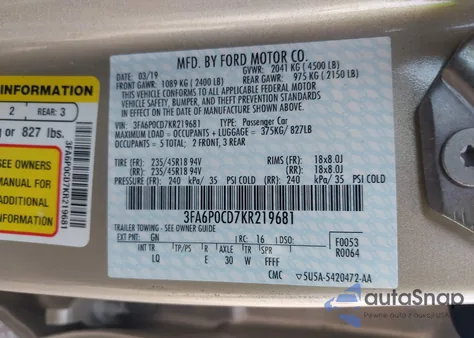 NFORMATION
2 REAR: 3
g or 827 lbs.
SEE OWNERS
MANUAL FOR
ADDITIONAL
INFORMATION
3FA6P0CD7KR219681
MFD. BY FORD MOTOR CO.
03/19 GVWR: 2041 KG ( 4500 LB)
FRONT GAWR: 1089 KG ( 2400 LB) REAR GAWR: 975 KG ( 2150 LB)
THIS VEHICLE CONFORMS TO ALL APPLICABLE FEDERAL MOTOR
VEHICLE SAFETY, BUMPER, AND THEFT PREVENTION STANDARDS
IN EFFECT ON THE DATE OF MANUFACTURE SHOWN ABOVE.
VIN: 3FA6P0CD7KR219681 TYPE: Passenger Car
MAXIMUM LOAD = OCCUPANTS + LUGGAGE = 375KG/ 827LB
OCCUPANTS = 5 TOTAL: 2 FRONT, 3 REAR
TIRE (FR): 235/45R18 94V RIMS (FR): 18x8.0J
(RR): 235/45R18 94V (RR): 18x8.0J
PRESSURE (FR): 240 kPa/ 35 PSI COLD (RR): 240 kPa/ 35 PSI COLD
3FA6P0CD7KR219681
TRAILER TOWING - SEE OWNER GUIDE
EXT PNT: GN RC: 16 DSO: F0053
INT TR TP/PS R AXLE TR SPR R0064
LQ E 30 W FFFF
CMC 5U5A-5420472-AA
autoSnap